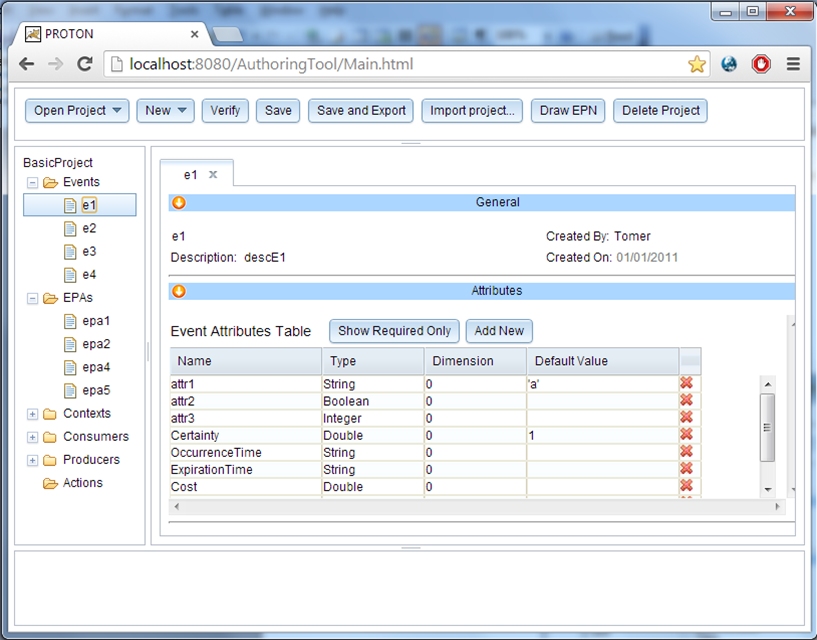 PROTON
localhost:8080/AuthoringTool/Main.html
Open Project New Verify Save Save and Export Import project... Draw EPN Delete Project
BasicProject
Events
e1
e2
e3
e4
EPAs
epa1
epa2
epa4
epa5
Contexts
Consumers
Producers
Actions
e1
General
e1 Created By: Tomer
Description: descE1 Created On: 01/01/2011
Attributes
Event Attributes Table Show Required Only Add New
Name Type Dimension Default Value
attr1 String 0 'a'
attr2 Boolean 0
attr3 Integer 0
Certainty Double 0 1
OccurrenceTime String 0
ExpirationTime String 0
Cost Double 0